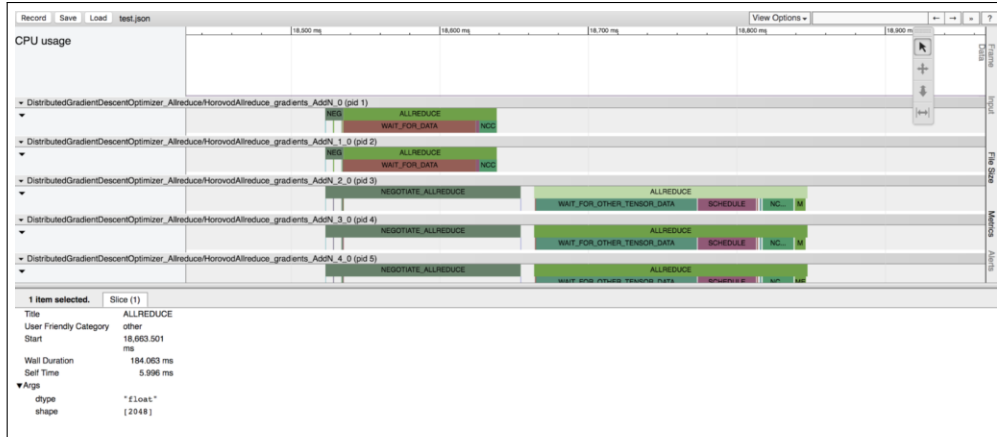 Record Save Load test.json View Options ← → » ?
CPU usage
18,500 ms 18,600 ms 18,700 ms 18,800 ms 18,900 ms
Frame Data
Input
File Size
Metrics
Alerts
DistributedGradientDescentOptimizer_Allreduce/HorovodAllreduce_gradients_AddN_0 (pid 1)
NEG ALLREDUCE
WAIT_FOR_DATA NCC
DistributedGradientDescentOptimizer_Allreduce/HorovodAllreduce_gradients_AddN_1_0 (pid 2)
NEG ALLREDUCE
WAIT_FOR_DATA NCC
DistributedGradientDescentOptimizer_Allreduce/HorovodAllreduce_gradients_AddN_2_0 (pid 3)
NEGOTIATE_ALLREDUCE ALLREDUCE
WAIT_FOR_OTHER_TENSOR_DATA SCHEDULE NC... M
DistributedGradientDescentOptimizer_Allreduce/HorovodAllreduce_gradients_AddN_3_0 (pid 4)
NEGOTIATE_ALLREDUCE ALLREDUCE
WAIT_FOR_OTHER_TENSOR_DATA SCHEDULE NC... M
DistributedGradientDescentOptimizer_Allreduce/HorovodAllreduce_gradients_AddN_4_0 (pid 5)
NEGOTIATE_ALLREDUCE ALLREDUCE
WAIT_FOR_OTHER_TENSOR_DATA SCHEDULE NC
1 item selected. Slice (1)
Title ALLREDUCE
User Friendly Category other
Start 18,663.501
ms
Wall Duration 184.063 ms
Self Time 5.996 ms
▼Args
dtype "float"
shape [2048]